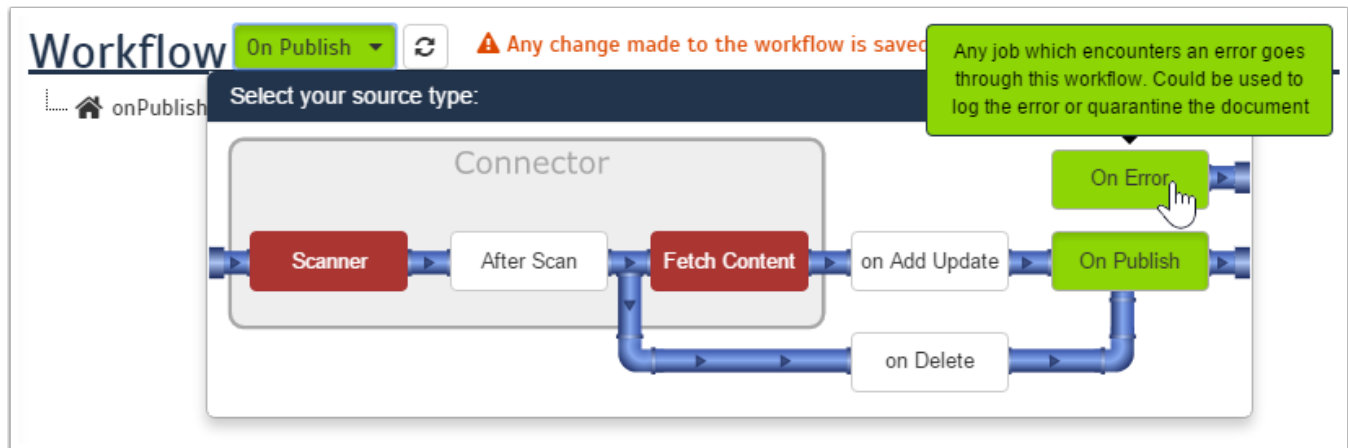 Workflow On Publish Any change made to the workflow is saved
Any job which encounters an error goes
through this workflow. Could be used to
log the error or quarantine the document
onPublish
Select your source type:
Connector
On Error
Scanner After Scan Fetch Content on Add Update On Publish
on Delete